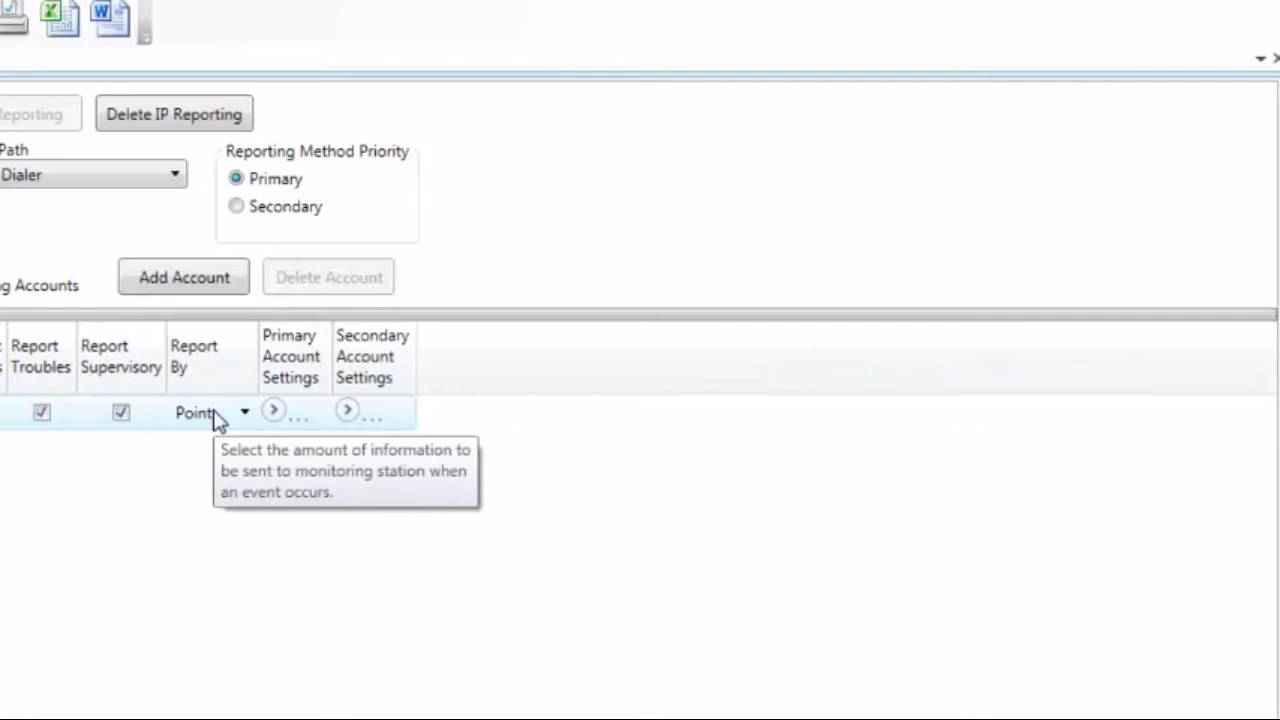 eporting
Delete IP Reporting
Path
Dialer
Reporting Method Priority
Primary
Secondary
g Accounts
Add Account
Delete Account
Report
Troubles
Report
Supervisory
Report
By
Primary
Account
Settings
Secondary
Account
Settings
Point
...
...
Select the amount of information to
be sent to monitoring station when
an event occurs.